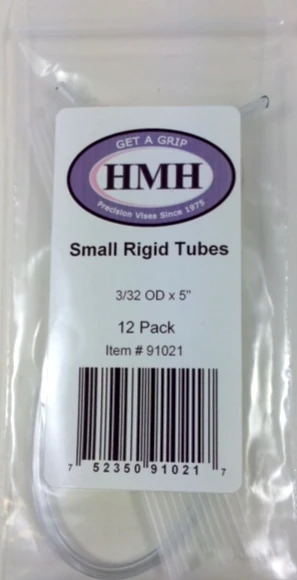 GET A GRIP
HMH
Precision Vises Since 1975
Small Rigid Tubes
3/32 OD x 5"
12 Pack
Item # 91021
7 52350 91021 7